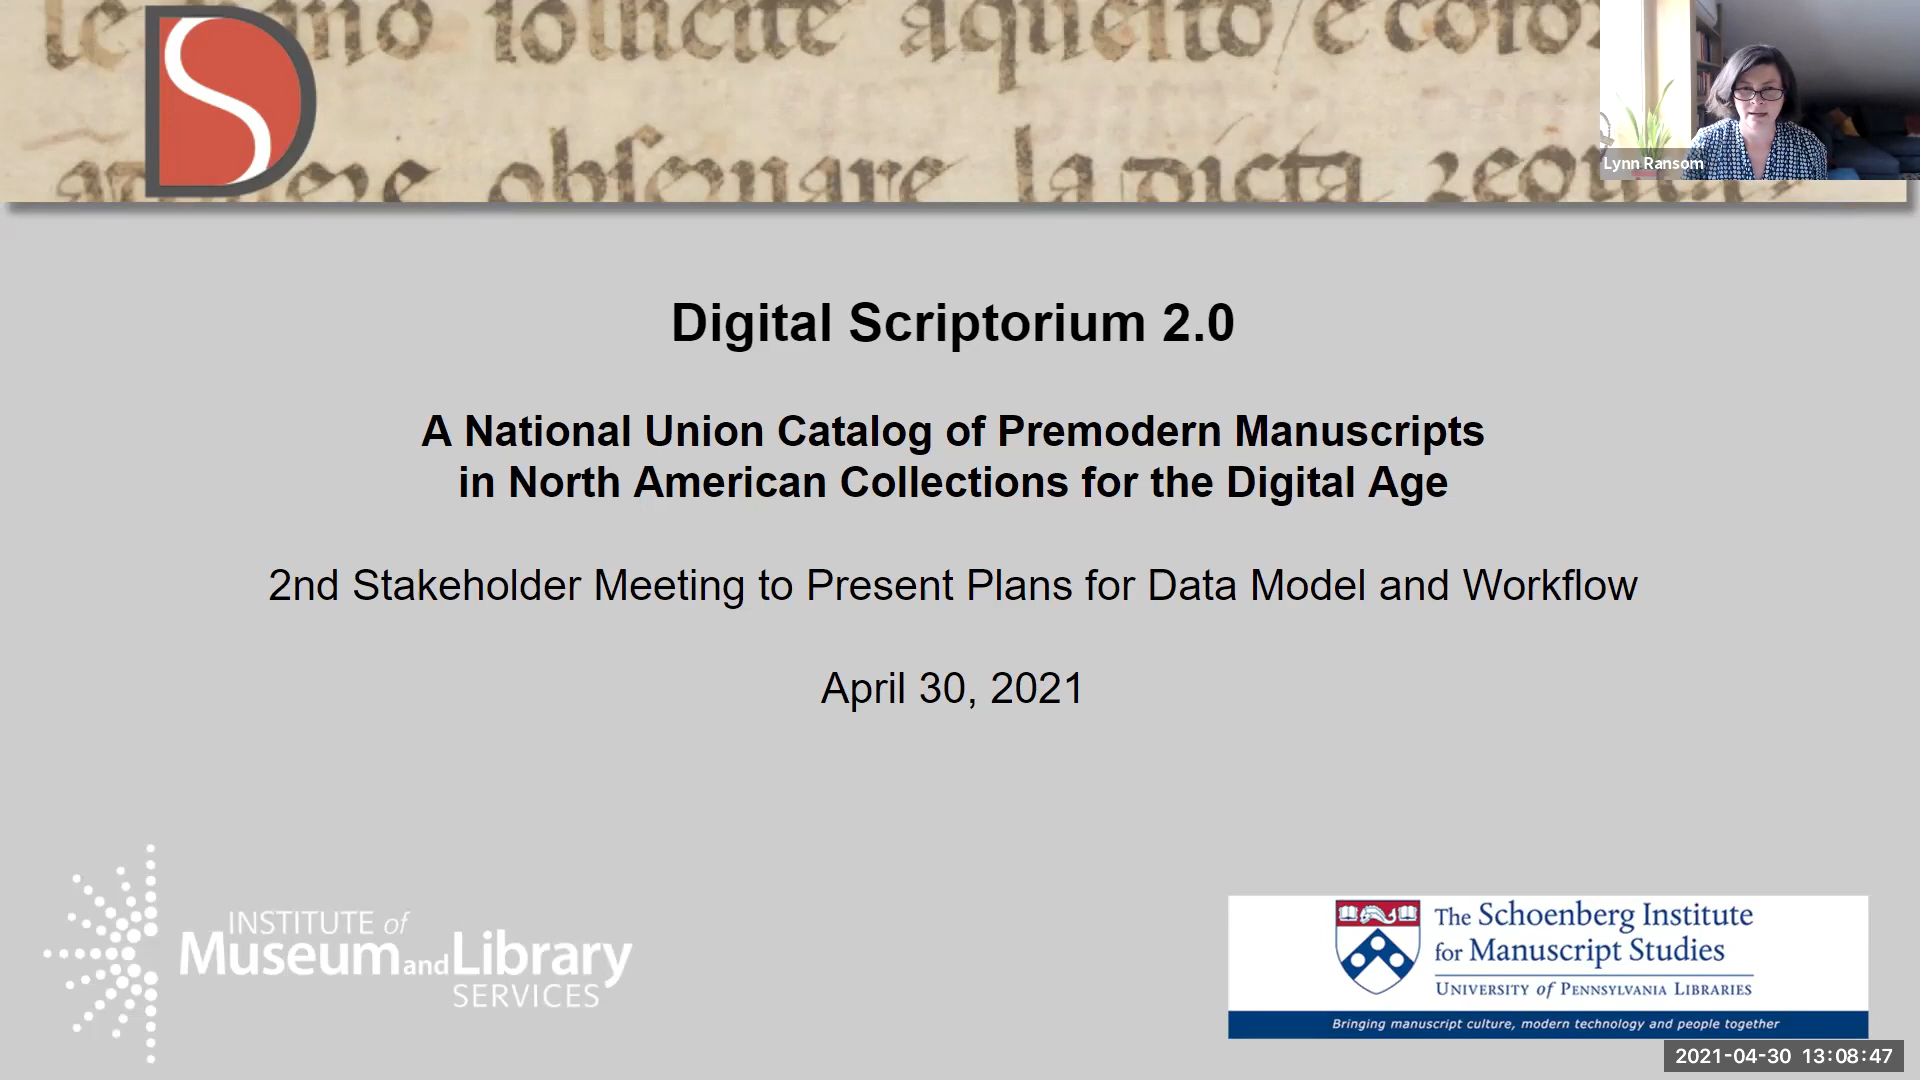 Lynn Ransom
Digital Scriptorium 2.0
A National Union Catalog of Premodern Manuscripts
in North American Collections for the Digital Age
2nd Stakeholder Meeting to Present Plans for Data Model and Workflow
April 30, 2021
INSTITUTE of
Museum and Library
SERVICES
The Schoenberg Institute
for Manuscript Studies
UNIVERSITY of PENNSYLVANIA LIBRARIES
Bringing manuscript culture, modern technology and people together
2021-04-30 13:08:47